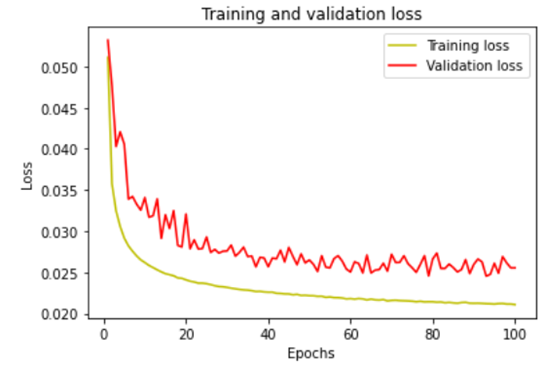 Training and validation loss
Training loss
Validation loss
0.050
0.045
0.040
0.035
0.030
0.025
0.020
Loss
0 20 40 60 80 100
Epochs